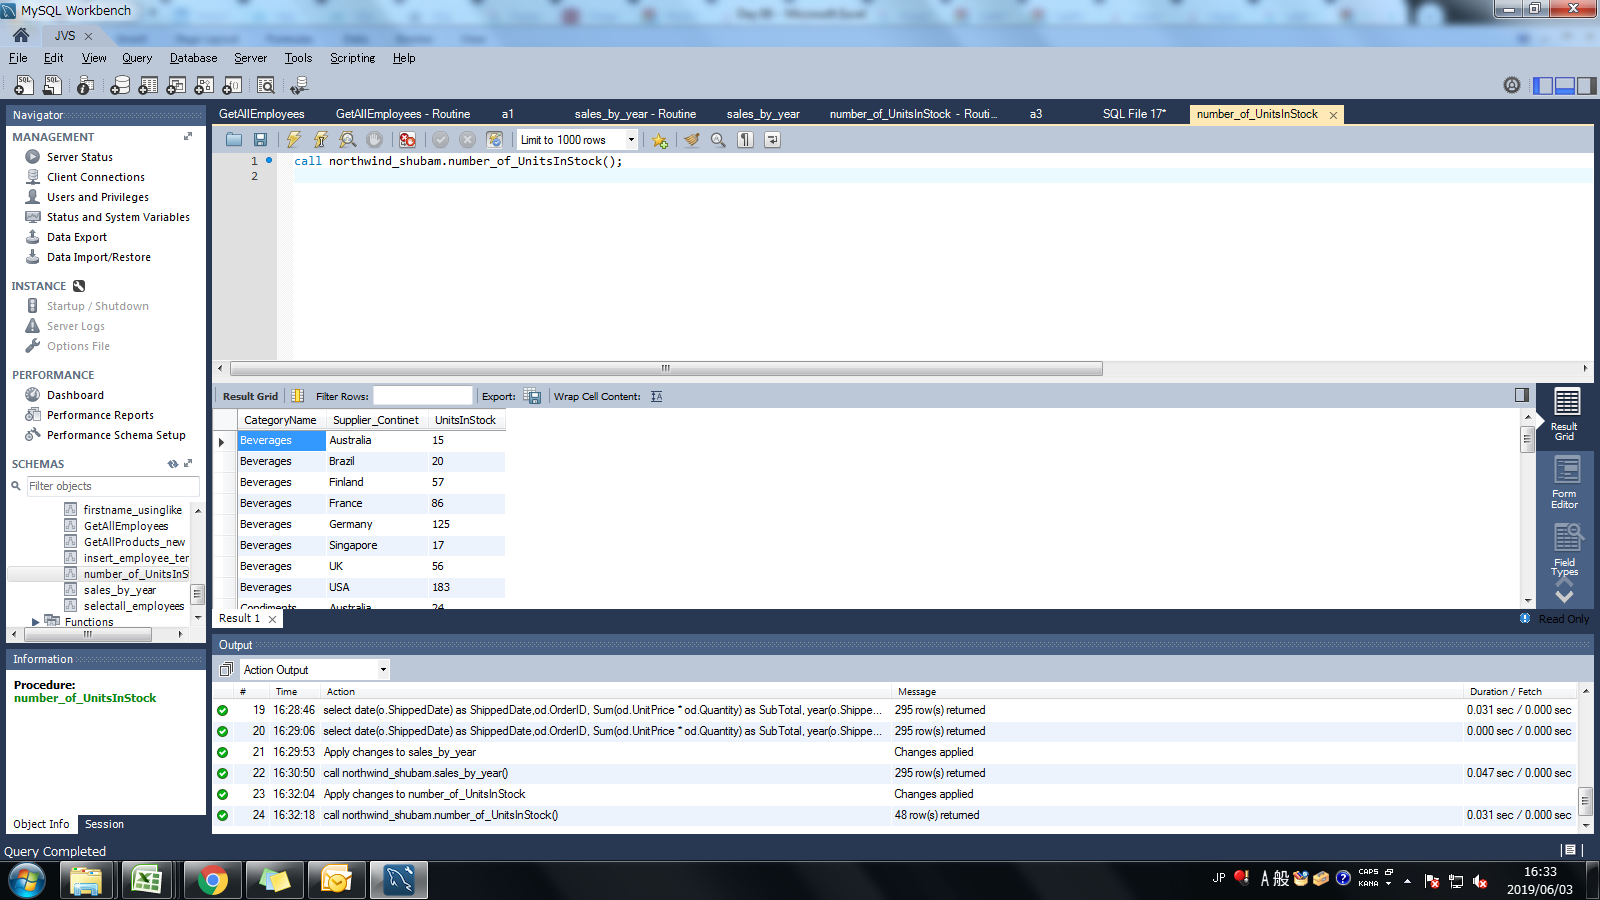 MySQL Workbench
JVS
File Edit View Query Database Server Tools Scripting Help
Navigator
MANAGEMENT
Server Status
Client Connections
Users and Privileges
Status and System Variables
Data Export
Data Import/Restore
INSTANCE
Startup / Shutdown
Server Logs
Options File
PERFORMANCE
Dashboard
Performance Reports
Performance Schema Setup
SCHEMAS
Filter objects
firstname_usinglike
GetAllEmployees
GetAllProducts_new
insert_employee_ter
number_of_UnitsInS
sales_by_year
selectall_employees
Functions
Information
Procedure:
number_of_UnitsInStock
Object Info Session
GetAllEmployees GetAllEmployees - Routine a1 sales_by_year - Routine sales_by_year number_of_UnitsInStock - Routi... a3 SQL File 17* number_of_UnitsInStock
Limit to 1000 rows
1 call northwind_shubam.number_of_UnitsInStock();
2
Result Grid Filter Rows: Export: Wrap Cell Content:
CategoryName Supplier_Continet UnitsInStock
Beverages Australia 15
Beverages Brazil 20
Beverages Finland 57
Beverages France 86
Beverages Germany 125
Beverages Singapore 17
Beverages UK 56
Beverages USA 183
Condiments Australia 24
Result Grid
Form Editor
Field Types
Result 1
Read Only
Output
Action Output
# Time Action Message Duration / Fetch
19 16:28:46 select date(o.ShippedDate) as ShippedDate,od.OrderID, Sum(od.UnitPrice * od.Quantity) as SubTotal, year(o.Shippe... 295 row(s) returned 0.031 sec / 0.000 sec
20 16:29:06 select date(o.ShippedDate) as ShippedDate,od.OrderID, Sum(od.UnitPrice * od.Quantity) as SubTotal, year(o.Shippe... 295 row(s) returned 0.000 sec / 0.000 sec
21 16:29:53 Apply changes to sales_by_year Changes applied
22 16:30:50 call northwind_shubam.sales_by_year() 295 row(s) returned 0.047 sec / 0.000 sec
23 16:32:04 Apply changes to number_of_UnitsInStock Changes applied
24 16:32:18 call northwind_shubam.number_of_UnitsInStock() 48 row(s) returned 0.031 sec / 0.000 sec
Query Completed
JP A 般 CAPS KANA
16:33
2019/06/03